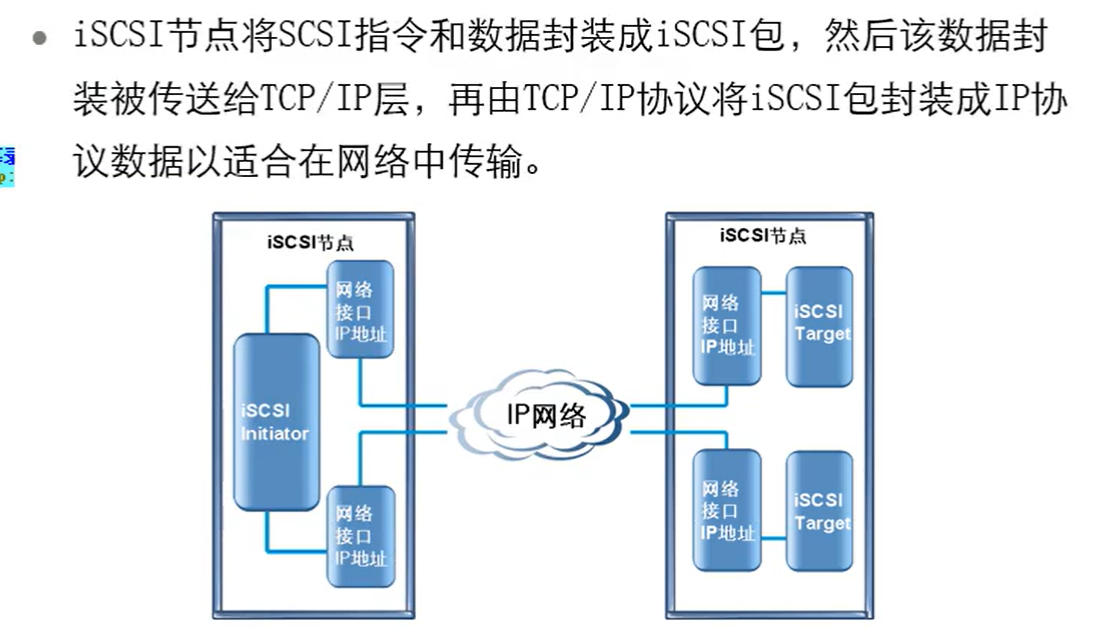 iSCSI节点将SCSI指令和数据封装成iSCSI包，然后该数据封
装被传送给TCP/IP层，再由TCP/IP协议将iSCSI包封装成IP协
议数据以适合在网络中传输。
iSCSI节点
网络
接口
IP地址
iSCSI
Initiator
网络
接口
IP地址
IP网络
iSCSI节点
网络
接口
IP地址
iSCSI
Target
网络
接口
IP地址
iSCSI
Target